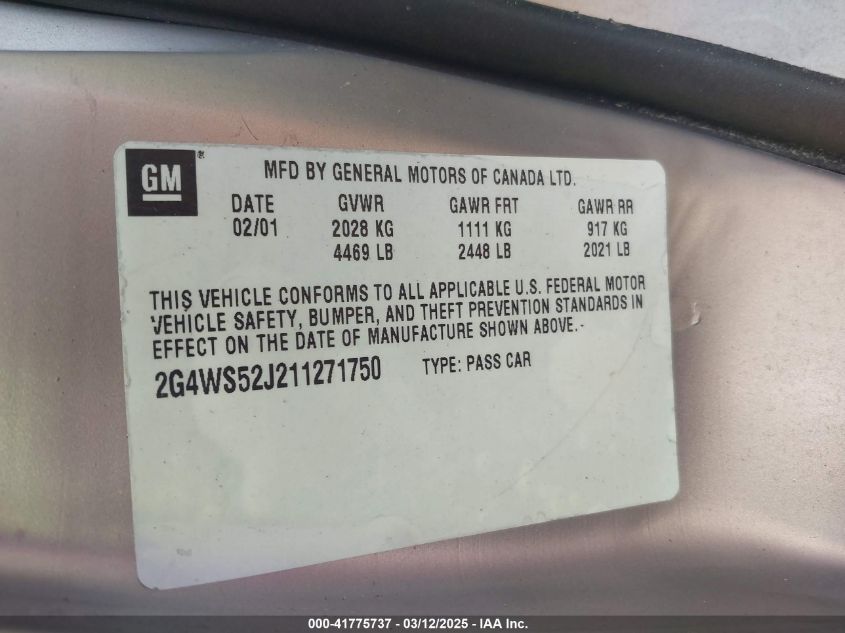 GM® MFD BY GENERAL MOTORS OF CANADA LTD.
DATE GVWR GAWR FRT GAWR RR
02/01 2028 KG 1111 KG 917 KG
4469 LB 2448 LB 2021 LB
THIS VEHICLE CONFORMS TO ALL APPLICABLE U.S. FEDERAL MOTOR
VEHICLE SAFETY, BUMPER, AND THEFT PREVENTION STANDARDS IN
EFFECT ON THE DATE OF MANUFACTURE SHOWN ABOVE.
2G4WS52J211271750 TYPE: PASS CAR
000-41775737 - 03/12/2025 - IAA Inc.